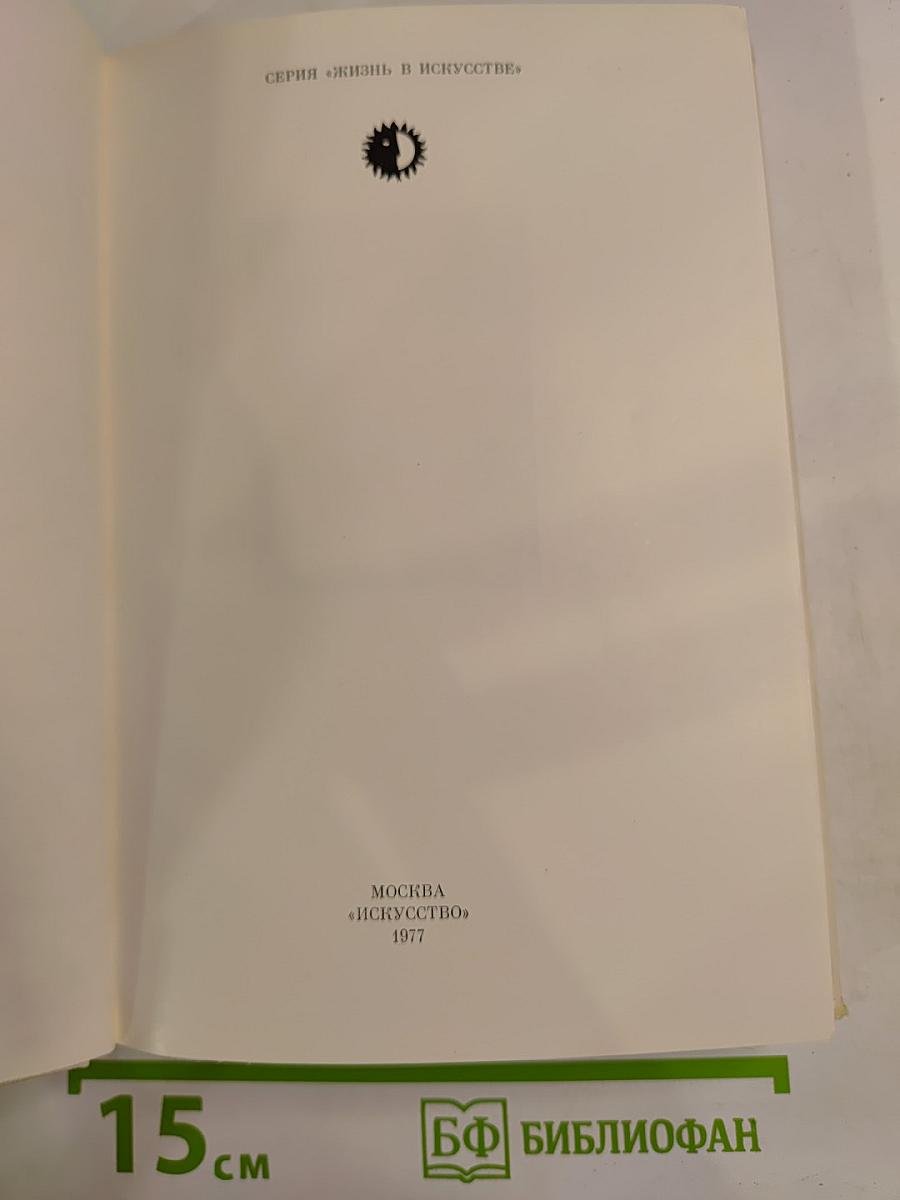 СЕРИЯ «ЖИЗНЬ В ИСКУССТВЕ»
МОСКВА
«ИСКУССТВО»
1977
15 см
БФ БИБЛИОФАН